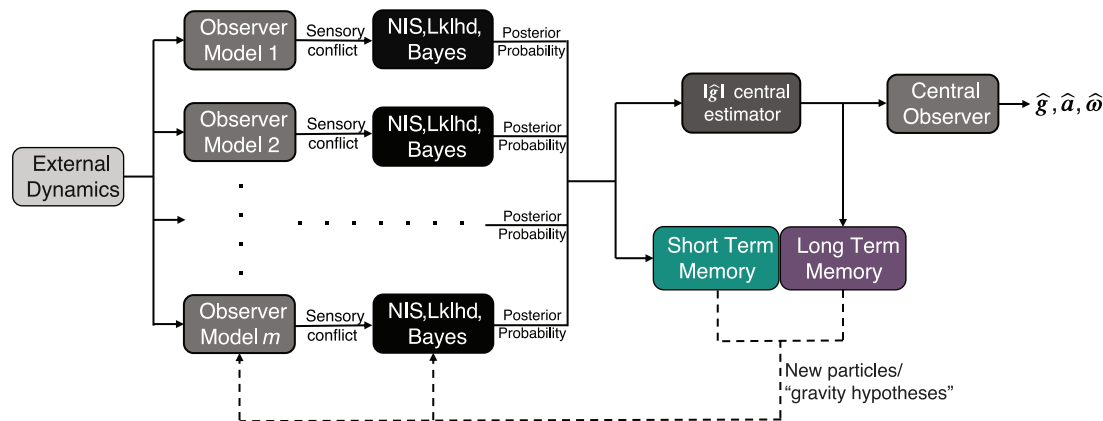 External
Dynamics
Observer
Model 1
Sensory
conflict
NIS,Lklhd,
Bayes
Posterior
Probability
Observer
Model 2
Sensory
conflict
NIS,Lklhd,
Bayes
Posterior
Probability
Posterior
Probability
Observer
Model m
Sensory
conflict
NIS,Lklhd,
Bayes
Posterior
Probability
|ĝ| central
estimator
Central
Observer
ĝ, â, ω̂
Short Term
Memory
Long Term
Memory
New particles/
“gravity hypotheses”